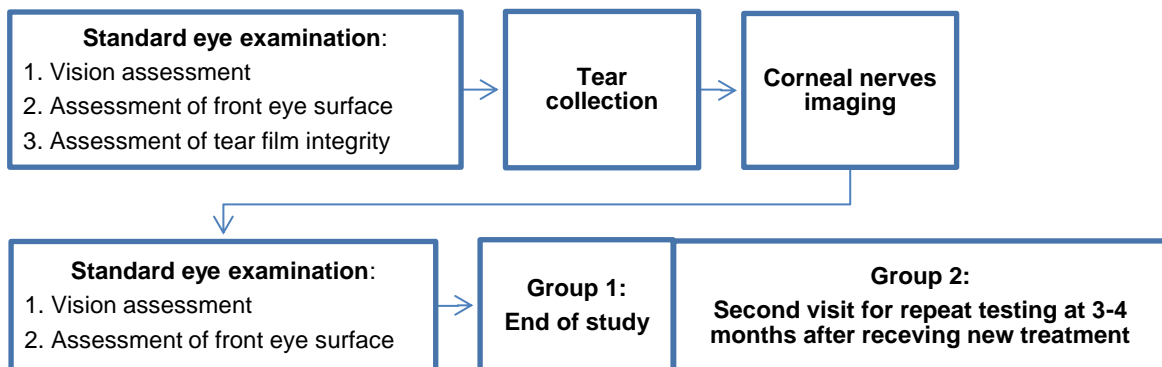 Standard eye examination:
1. Vision assessment
2. Assessment of front eye surface
3. Assessment of tear film integrity
Tear
collection
Corneal nerves
imaging
Standard eye examination:
1. Vision assessment
2. Assessment of front eye surface
Group 1:
End of study
Group 2:
Second visit for repeat testing at 3-4
months after receving new treatment